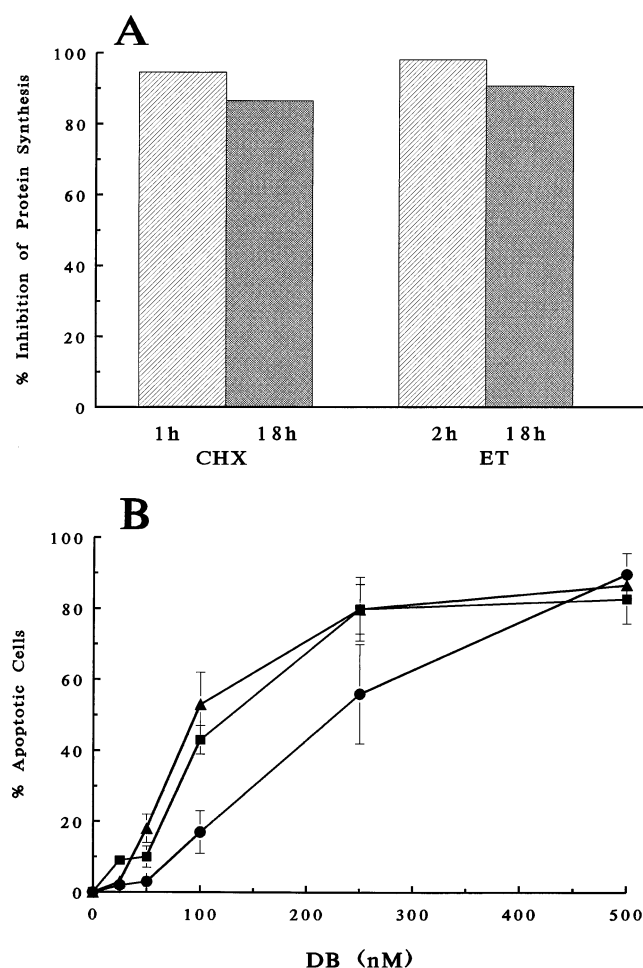 A
% Inhibition of Protein Synthesis
100
80
60
40
20
0
1h 18h 2h 18h
CHX ET
B
% Apoptotic Cells
100
80
60
40
20
0
0 100 200 300 400 500
DB (nM)